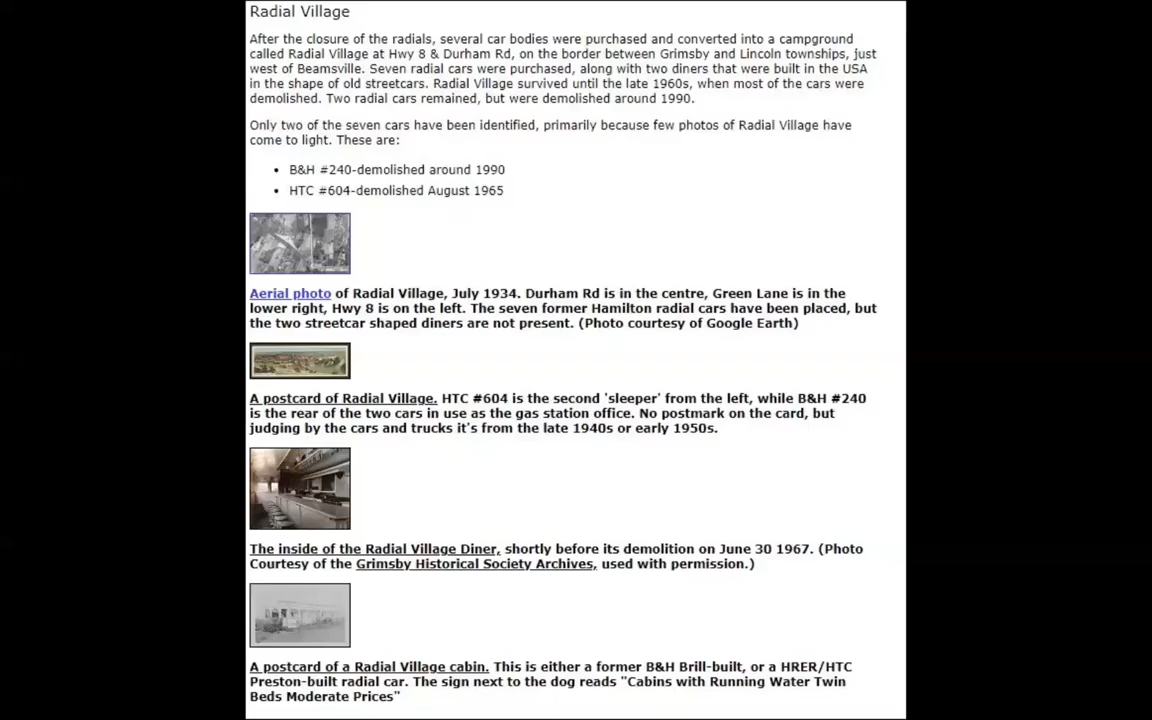 Radial Village
After the closure of the radials, several car bodies were purchased and converted into a campground
called Radial Village at Hwy 8 & Durham Rd, on the border between Grimsby and Lincoln townships, just
west of Beamsville. Seven radial cars were purchased, along with two diners that were built in the USA
in the shape of old streetcars. Radial Village survived until the late 1960s, when most of the cars were
demolished. Two radial cars remained, but were demolished around 1990.
Only two of the seven cars have been identified, primarily because few photos of Radial Village have
come to light. These are:
• B&H #240-demolished around 1990
• HTC #604-demolished August 1965
Aerial photo of Radial Village, July 1934. Durham Rd is in the centre, Green Lane is in the
lower right, Hwy 8 is on the left. The seven former Hamilton radial cars have been placed, but
the two streetcar shaped diners are not present. (Photo courtesy of Google Earth)
A postcard of Radial Village. HTC #604 is the second 'sleeper' from the left, while B&H #240
is the rear of the two cars in use as the gas station office. No postmark on the card, but
judging by the cars and trucks it's from the late 1940s or early 1950s.
The inside of the Radial Village Diner, shortly before its demolition on June 30 1967. (Photo
Courtesy of the Grimsby Historical Society Archives, used with permission.)
A postcard of a Radial Village cabin. This is either a former B&H Brill-built, or a HRER/HTC
Preston-built radial car. The sign next to the dog reads "Cabins with Running Water Twin
Beds Moderate Prices"